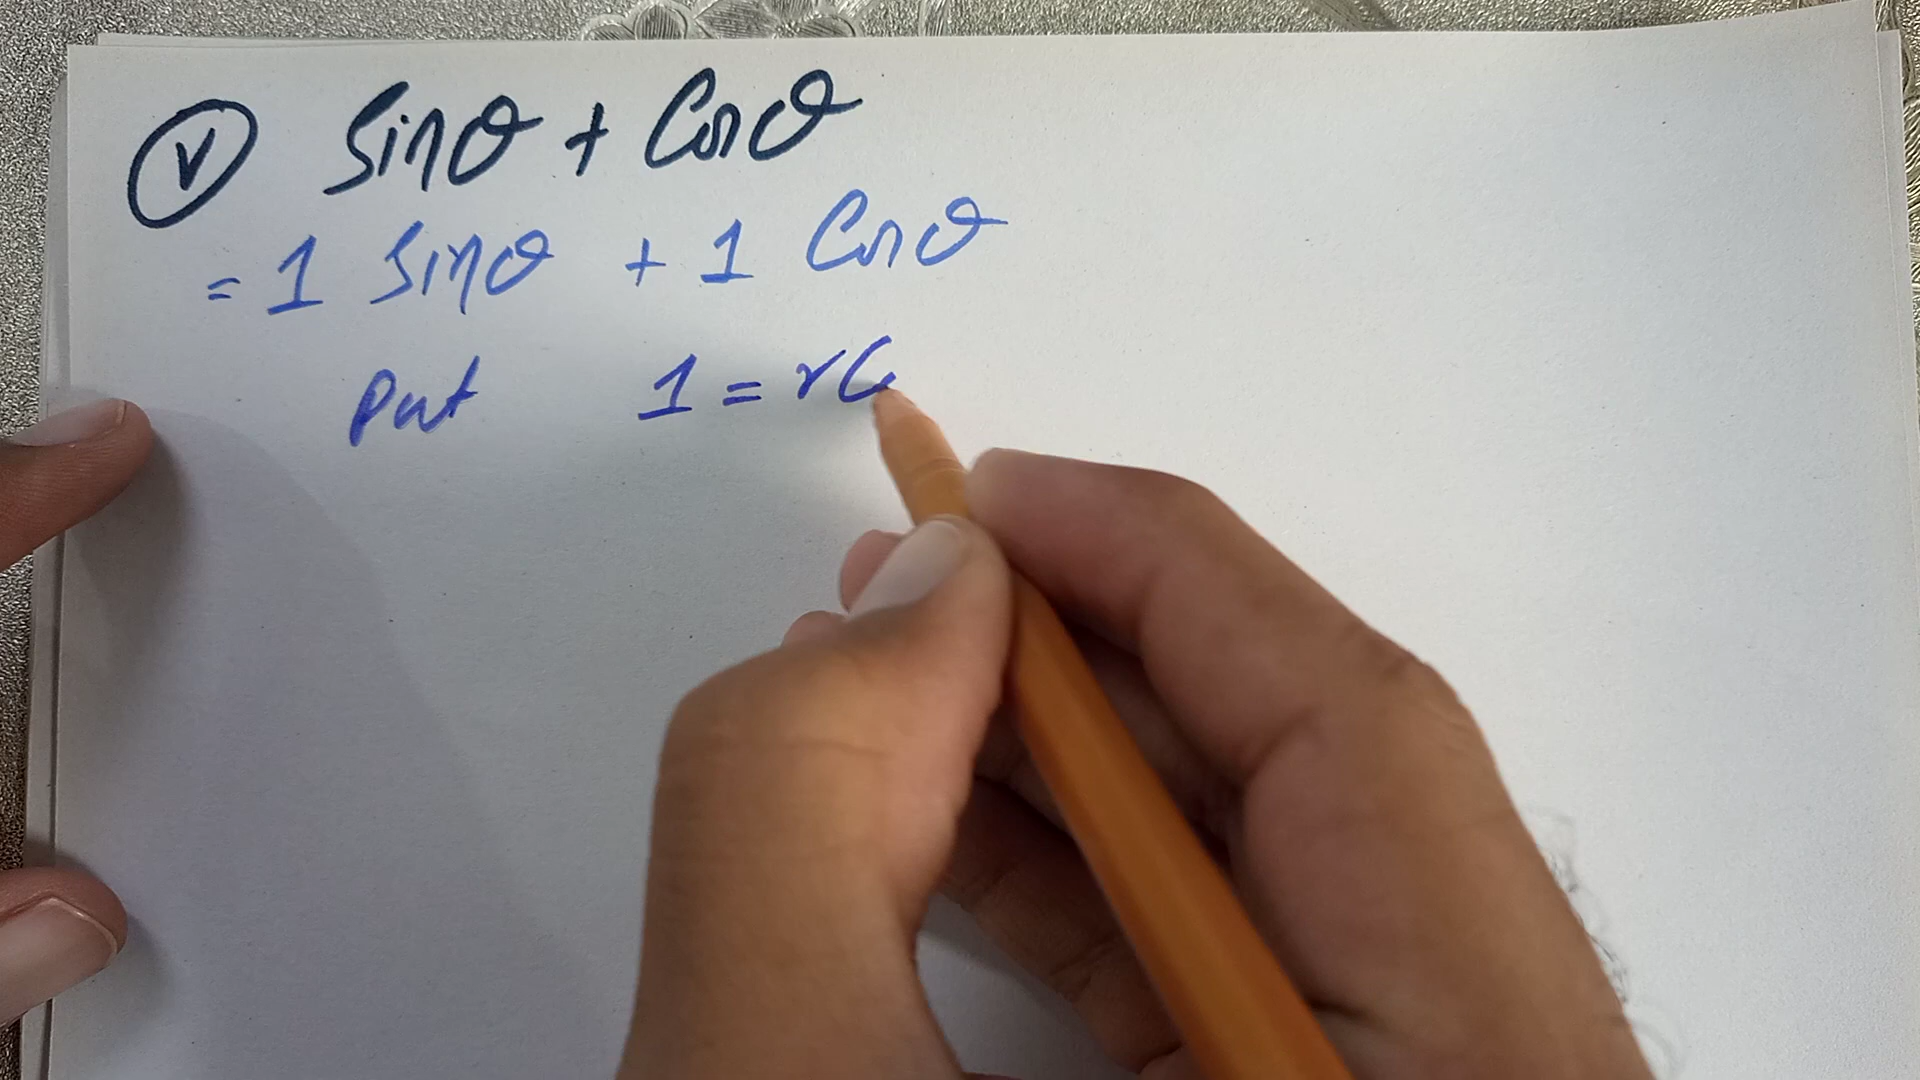 (v) Sinθ + Cosθ
= 1 Sinθ + 1 Cosθ
Put 1 = rC